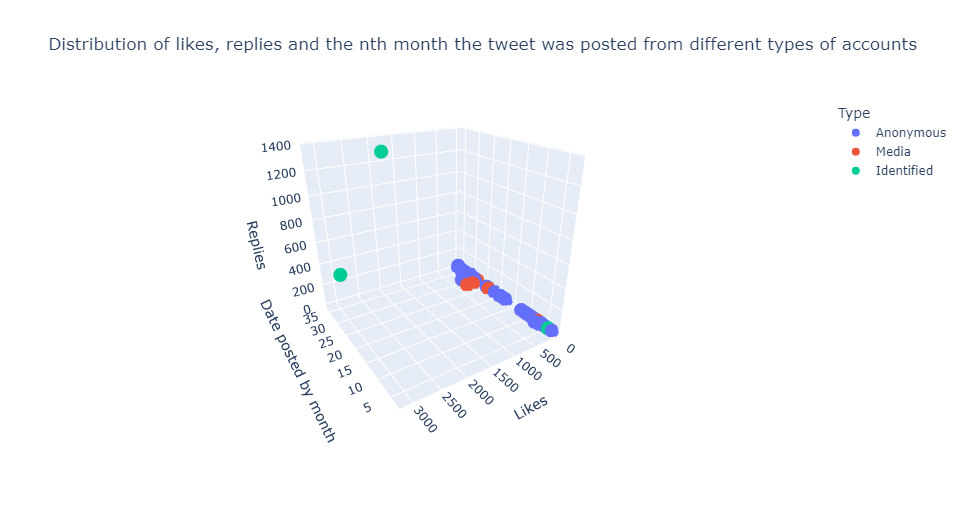 Distribution of likes, replies and the nth month the tweet was posted from different types of accounts
Type
Anonymous
Media
Identified
1400
1200
1000
800
600
400
200
0
Replies
35
30
25
20
15
10
5
Date posted by month
3000
2500
2000
1500
1000
500
0
Likes